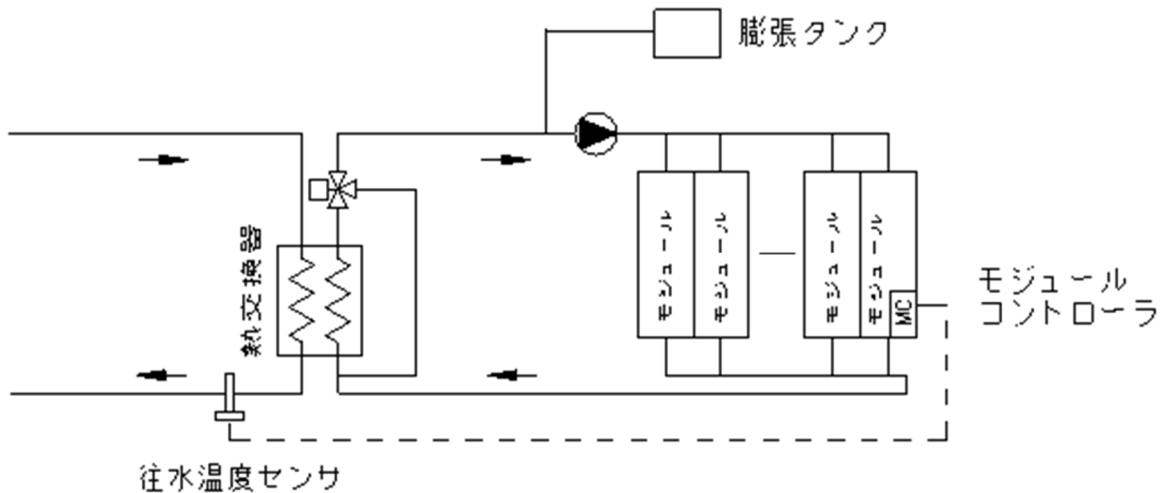 膨張タンク
熱交換器
モジュール
モジュール
モジュール
モジュール
MC
モジュール
コントローラ
往水温度センサ